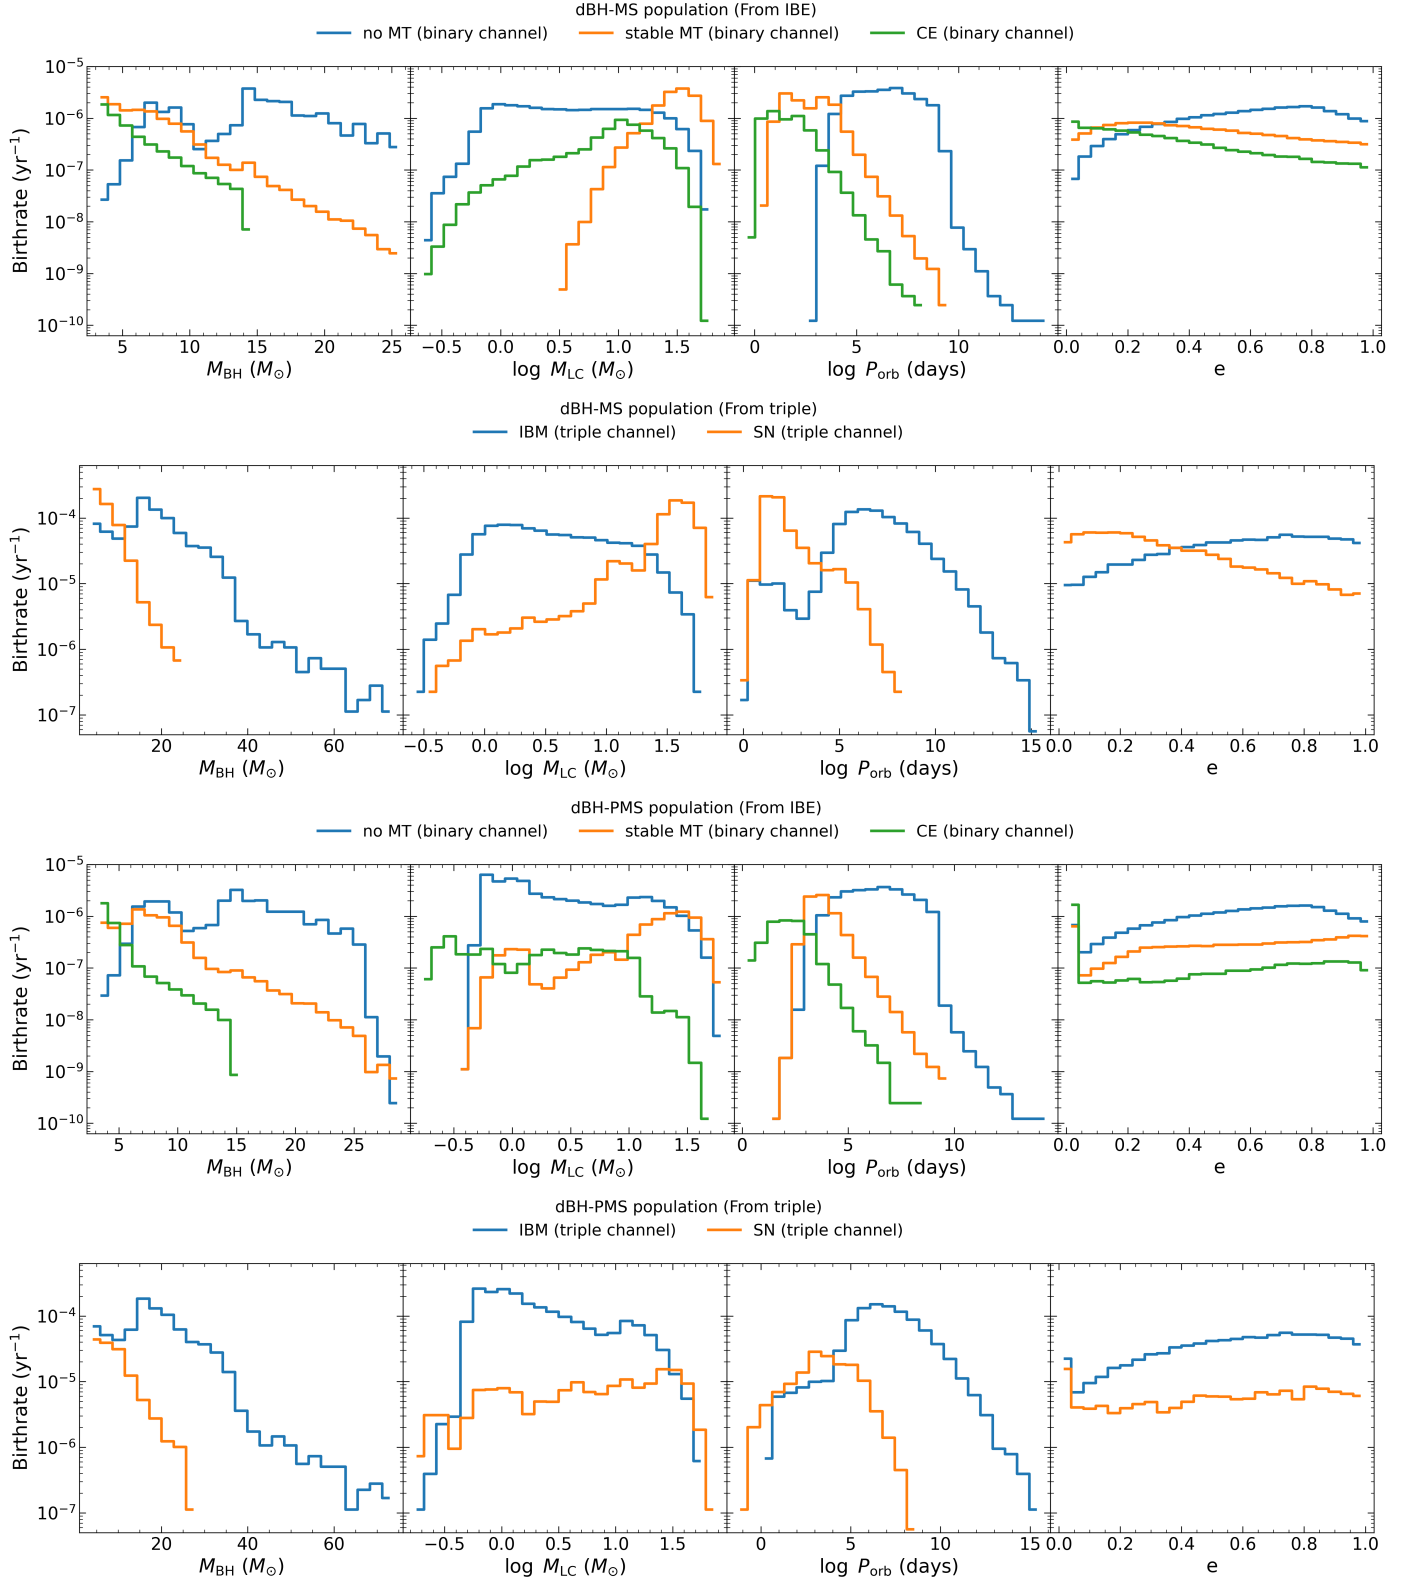 dBH-MS population (From IBE)
no MT (binary channel) stable MT (binary channel) CE (binary channel)
Birthrate (yr⁻¹)
10⁻⁵
10⁻⁶
10⁻⁷
10⁻⁸
10⁻⁹
10⁻¹⁰
5 10 15 20 25
−0.5 0.0 0.5 1.0 1.5
0 5 10
0.0 0.2 0.4 0.6 0.8 1.0
M_BH (M_⊙)
log M_LC (M_⊙)
log P_orb (days)
e
dBH-MS population (From triple)
IBM (triple channel) SN (triple channel)
Birthrate (yr⁻¹)
10⁻⁴
10⁻⁵
10⁻⁶
10⁻⁷
20 40 60
−0.5 0.0 0.5 1.0 1.5
0 5 10 15
0.0 0.2 0.4 0.6 0.8 1.0
M_BH (M_⊙)
log M_LC (M_⊙)
log P_orb (days)
e
dBH-PMS population (From IBE)
no MT (binary channel) stable MT (binary channel) CE (binary channel)
Birthrate (yr⁻¹)
10⁻⁵
10⁻⁶
10⁻⁷
10⁻⁸
10⁻⁹
10⁻¹⁰
5 10 15 20 25
−0.5 0.0 0.5 1.0 1.5
0 5 10
0.0 0.2 0.4 0.6 0.8 1.0
M_BH (M_⊙)
log M_LC (M_⊙)
log P_orb (days)
e
dBH-PMS population (From triple)
IBM (triple channel) SN (triple channel)
Birthrate (yr⁻¹)
10⁻⁴
10⁻⁵
10⁻⁶
10⁻⁷
20 40 60
−0.5 0.0 0.5 1.0 1.5
0 5 10 15
0.0 0.2 0.4 0.6 0.8 1.0
M_BH (M_⊙)
log M_LC (M_⊙)
log P_orb (days)
e